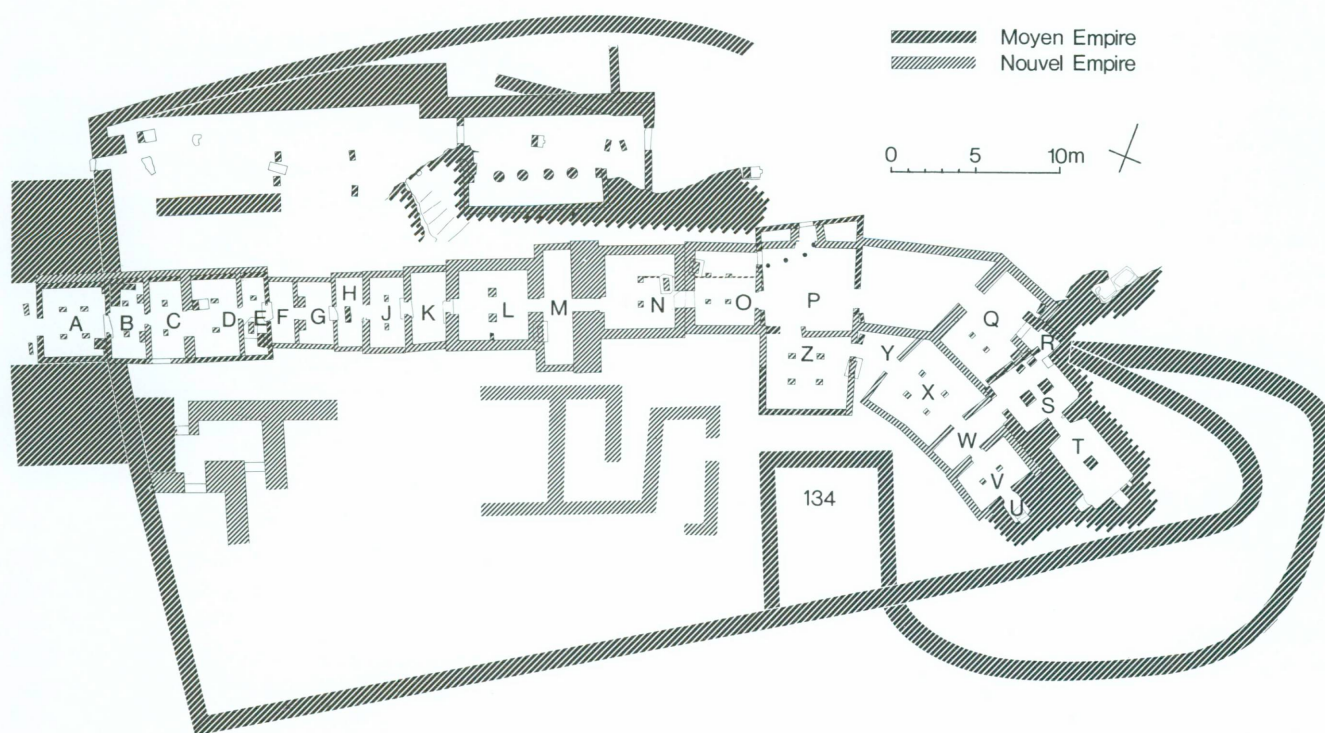 Moyen Empire
Nouvel Empire
0 5 10m
H
A B C D E F G J K L M N O P Q
R
Z Y
X S
W T
V
U
134